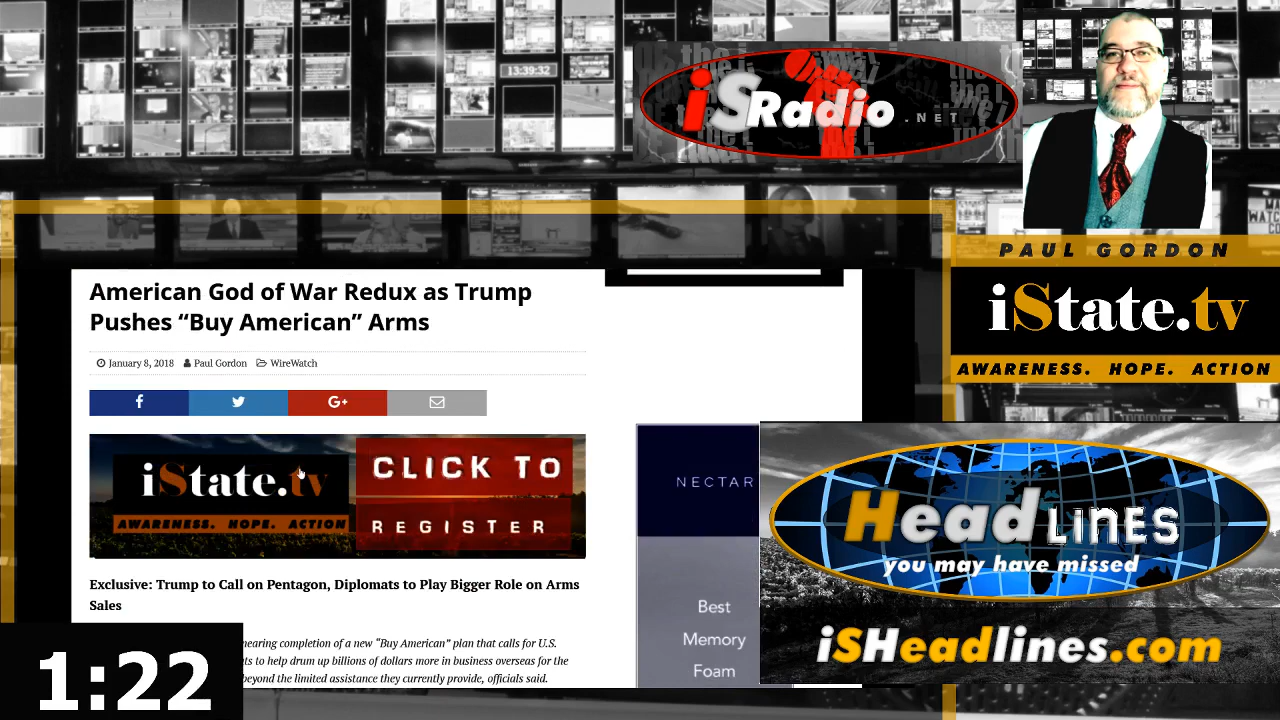 13:39:32
iSRadio.NET
PAUL GORDON
iState.tv
AWARENESS. HOPE. ACTION
American God of War Redux as Trump
Pushes “Buy American” Arms
January 8, 2018 Paul Gordon WireWatch
f G+
iState.tv
AWARENESS. HOPE. ACTION
CLICK TO
REGISTER
Exclusive: Trump to Call on Pentagon, Diplomats to Play Bigger Role on Arms
Sales
nearing completion of a new “Buy American” plan that calls for U.S.
to help drum up billions of dollars more in business overseas for the
beyond the limited assistance they currently provide, officials said.
NECTAR
Best
Memory
Foam
HeadLINES
you may have missed
iSHeadlines.com
1:22